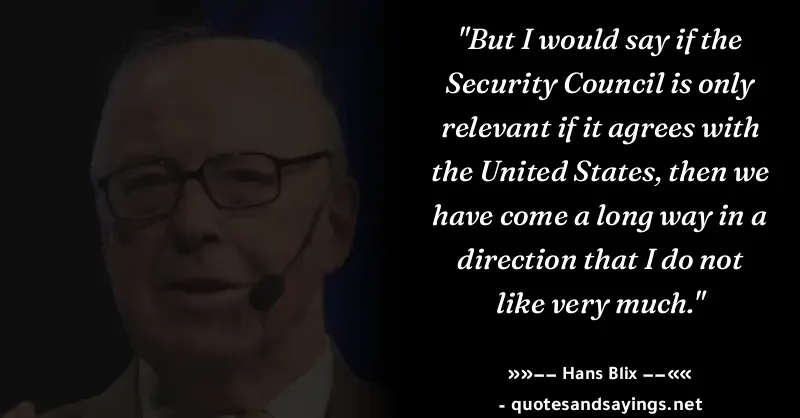 "But I would say if the
Security Council is only
relevant if it agrees with
the United States, then we
have come a long way in a
direction that I do not
like very much."
»»—— Hans Blix ——««
- quotesandsayings.net